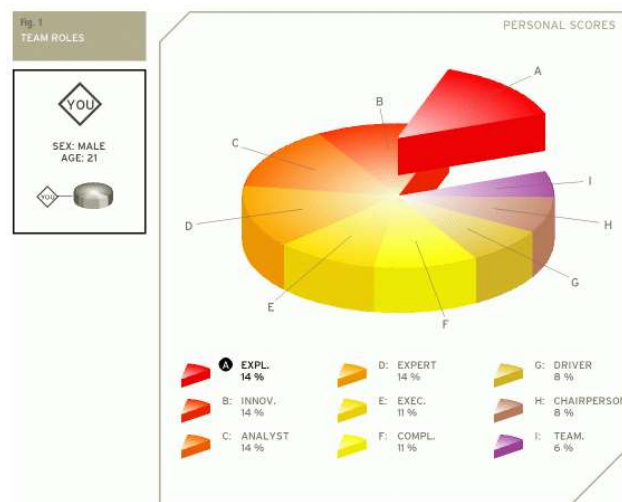 Fig. 1
TEAM ROLES
PERSONAL SCORES
YOU
SEX: MALE
AGE: 21
YOU
A
B
C
D
E
F
G
H
I
A EXPL.
14 %
B: INNOV.
14 %
C: ANALYST
14 %
D: EXPERT
14 %
E: EXEC.
11 %
F: COMPL.
11 %
G: DRIVER
8 %
H: CHAIRPERSON
8 %
I: TEAM.
6 %